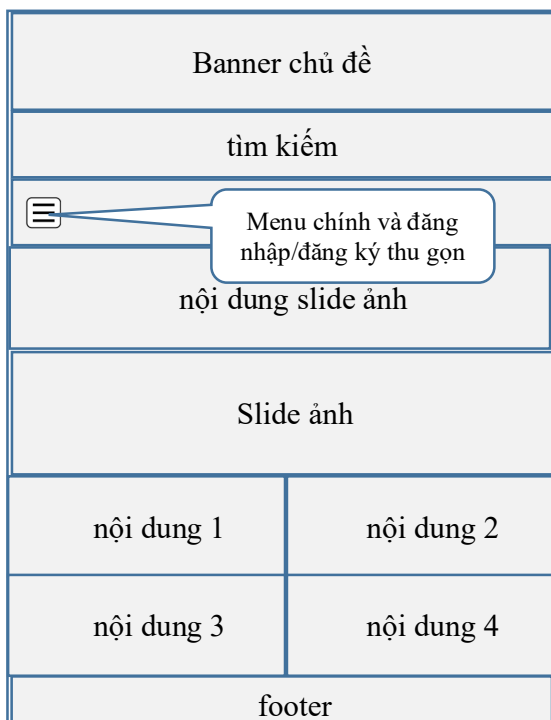 Banner chủ đề
tìm kiếm
Menu chính và đăng
nhập/đăng ký thu gọn
nội dung slide ảnh
Slide ảnh
nội dung 1
nội dung 2
nội dung 3
nội dung 4
footer